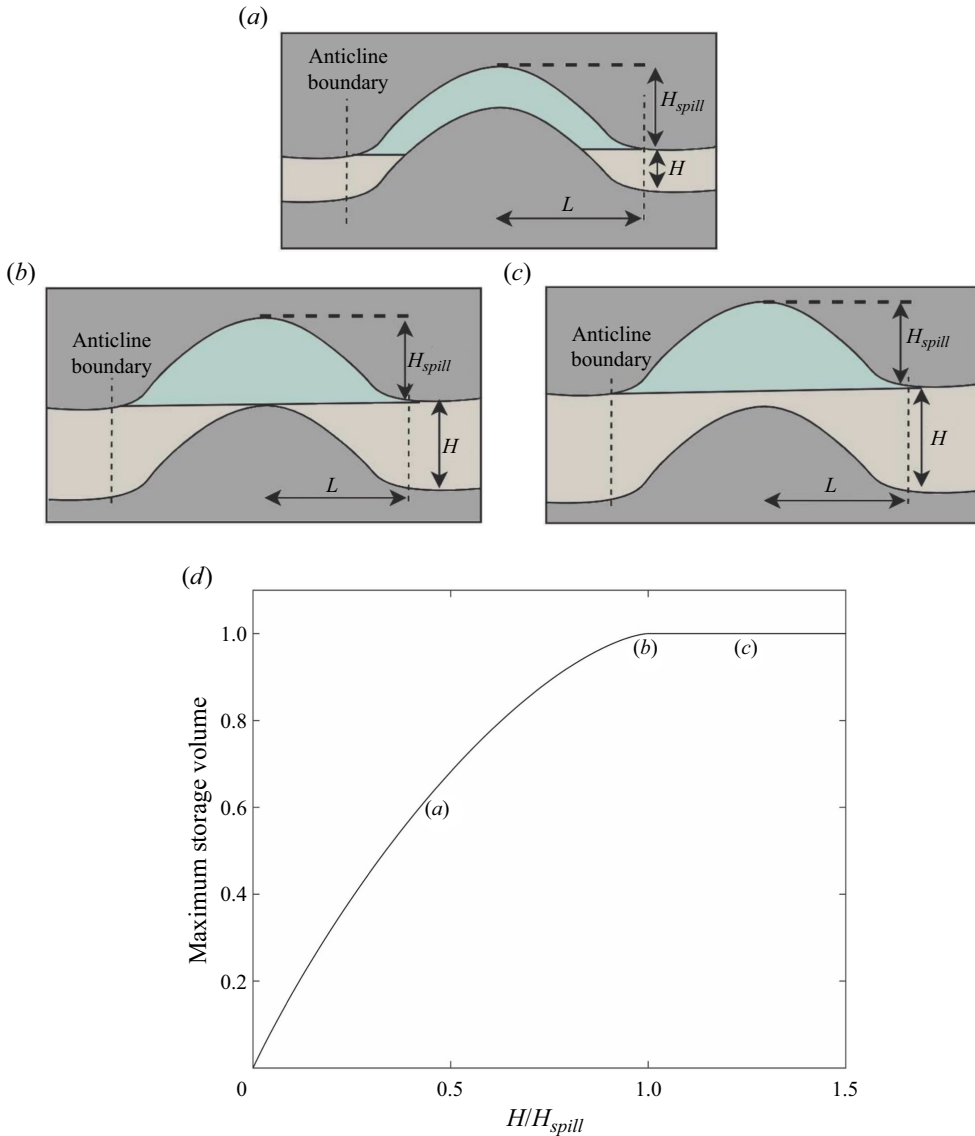 (a)
Anticline
boundary
H_spill
H
L
(b)
Anticline
boundary
H_spill
H
L
(c)
Anticline
boundary
H_spill
H
L
(d)
Maximum storage volume
1.0
0.8
0.6
0.4
0.2
(a)
(b)
(c)
0
0.5
1.0
1.5
H/H_spill